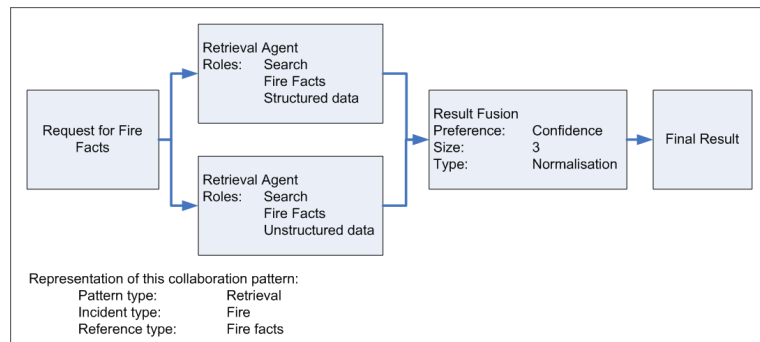 Request for Fire
Facts
Retrieval Agent
Roles: Search
Fire Facts
Structured data
Retrieval Agent
Roles: Search
Fire Facts
Unstructured data
Result Fusion
Preference: Confidence
Size: 3
Type: Normalisation
Final Result
Representation of this collaboration pattern:
Pattern type: Retrieval
Incident type: Fire
Reference type: Fire facts